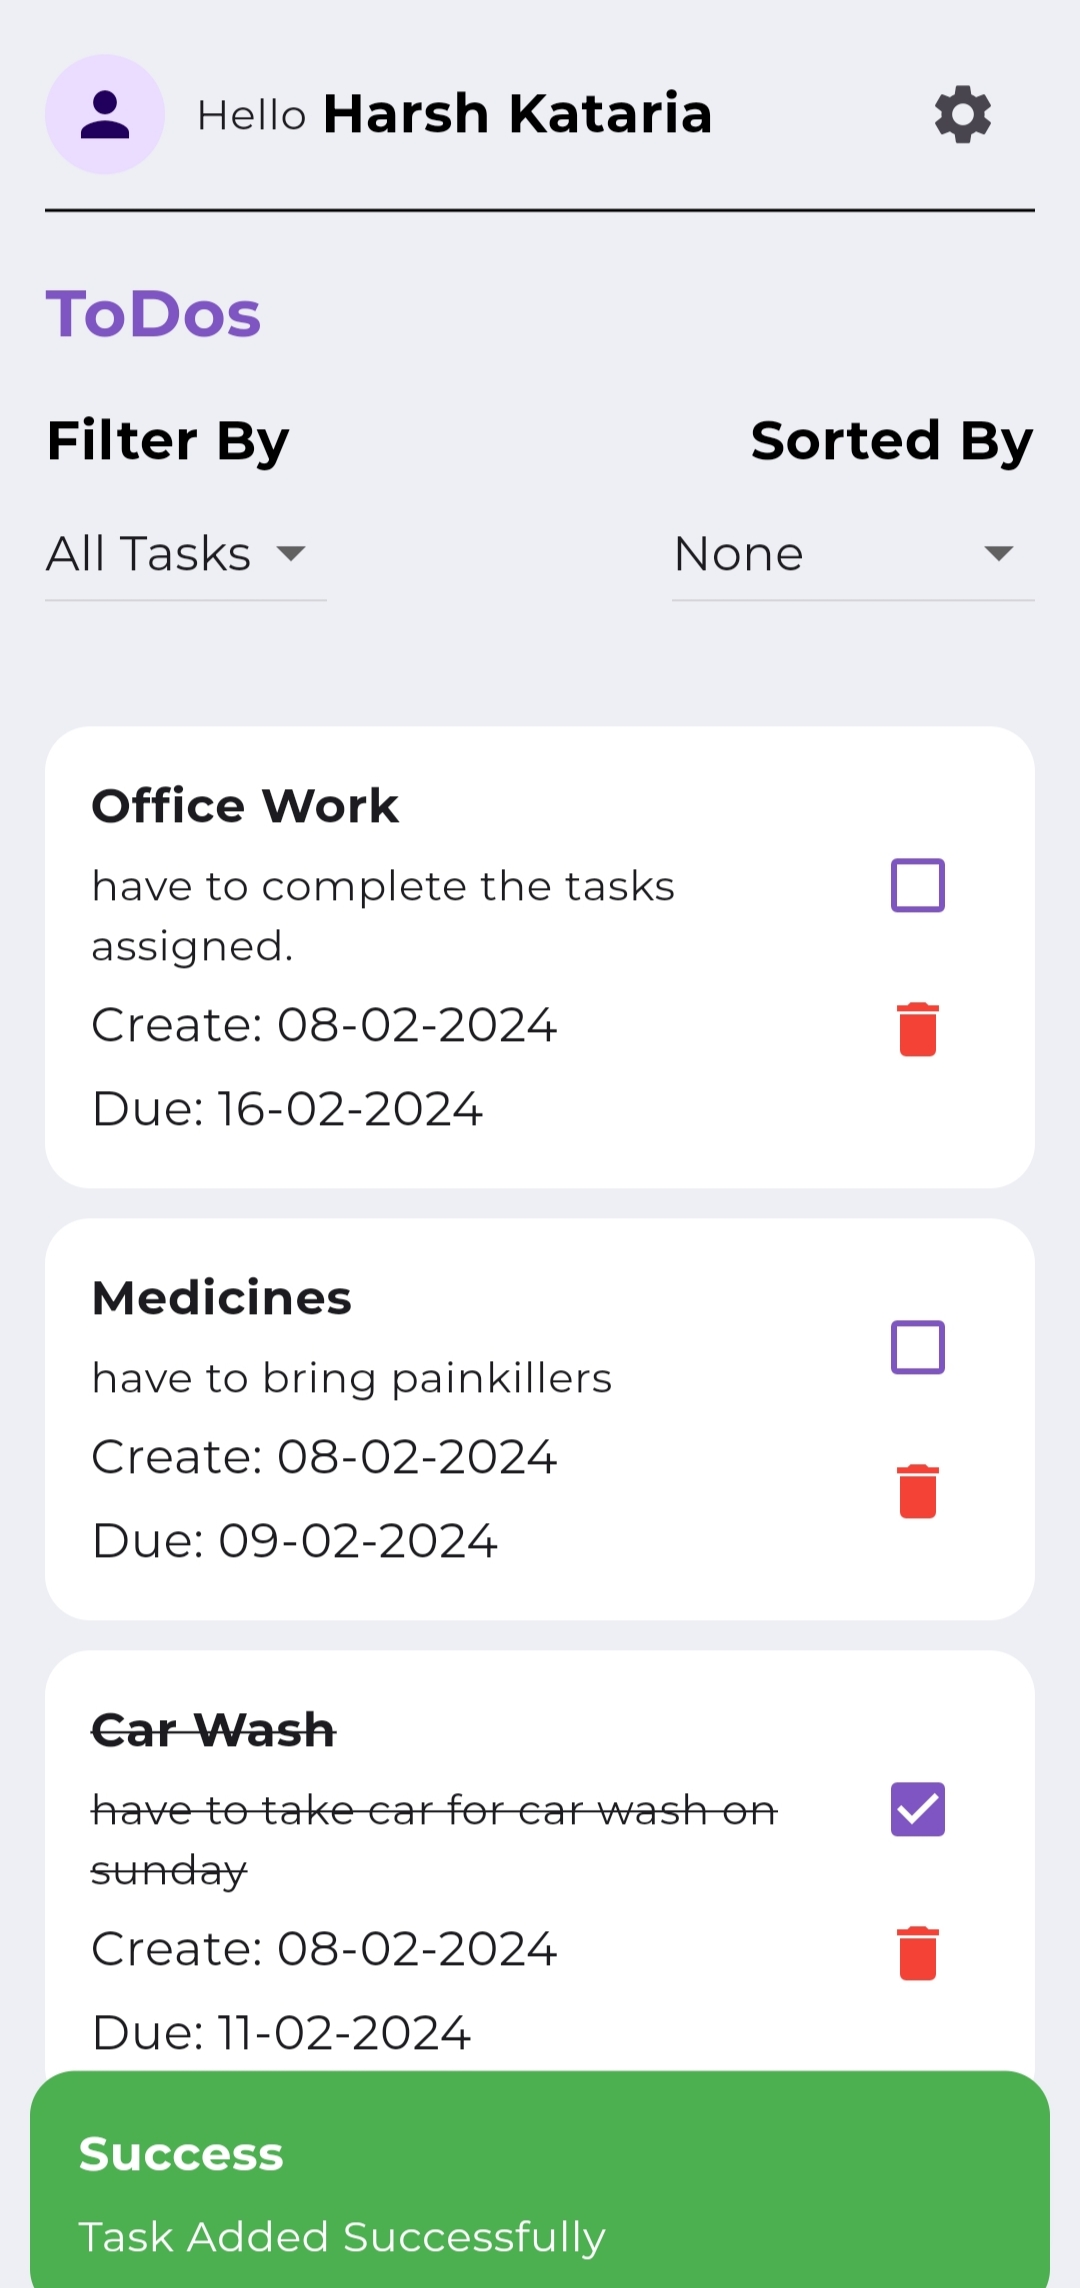 Hello Harsh Kataria
ToDos
Filter By
Sorted By
All Tasks
None
Office Work
have to complete the tasks
assigned.
Create: 08-02-2024
Due: 16-02-2024
Medicines
have to bring painkillers
Create: 08-02-2024
Due: 09-02-2024
Car Wash
have to take car for car wash on
sunday
Create: 08-02-2024
Due: 11-02-2024
Success
Task Added Successfully